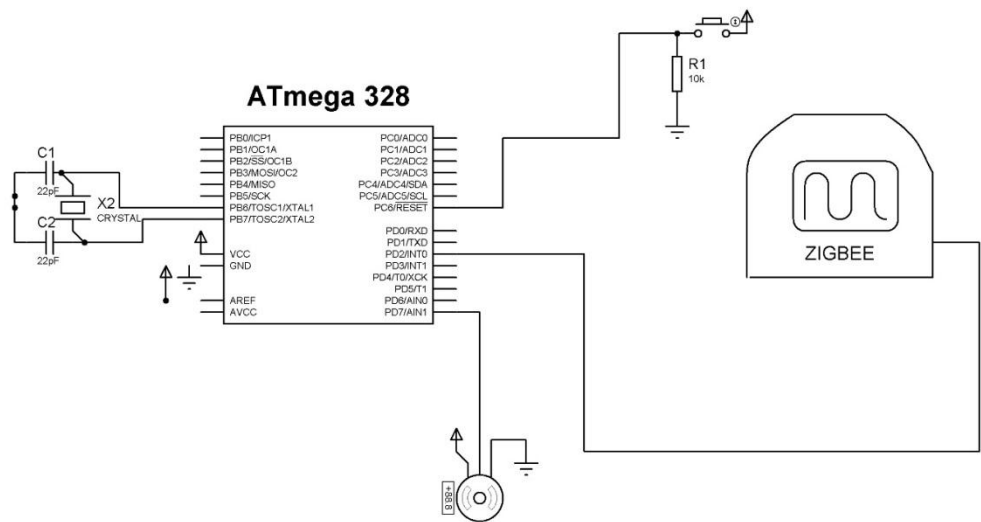 ATmega 328
PB0/ICP1
PB1/OC1A
PB2/SS/OC1B
PB3/MOSI/OC2
PB4/MISO
PB5/SCK
PB6/TOSC1/XTAL1
PB7/TOSC2/XTAL2
VCC
GND
AREF
AVCC
PC0/ADC0
PC1/ADC1
PC2/ADC2
PC3/ADC3
PC4/ADC4/SDA
PC5/ADC5/SCL
PC6/RESET
PD0/RXD
PD1/TXD
PD2/INT0
PD3/INT1
PD4/T0/XCK
PD5/T1
PD6/AIN0
PD7/AIN1
C1
22pF
X2
CRYSTAL
C2
22pF
R1
10k
ZIGBEE
+88.8